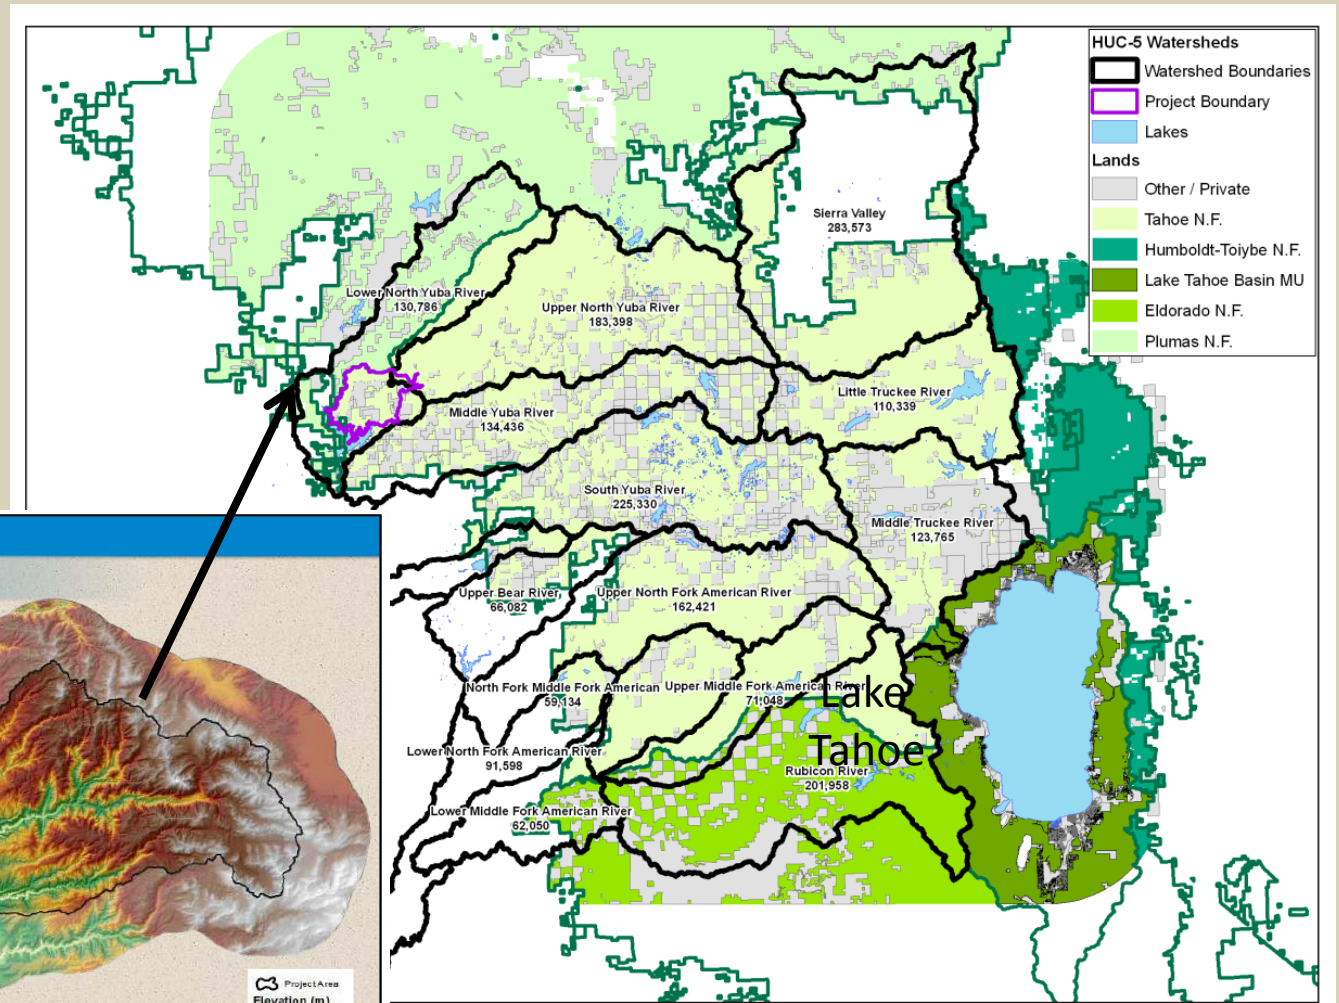 HUC-5 Watersheds
Watershed Boundaries
Project Boundary
Lakes
Lands
Other / Private
Tahoe N.F.
Humboldt-Toiybe N.F.
Lake Tahoe Basin MU
Eldorado N.F.
Plumas N.F.
Sierra Valley
283,573
Lower North Yuba River
130,786
Upper North Yuba River
183,398
Little Truckee River
110,339
Middle Yuba River
134,436
South Yuba River
225,330
Middle Truckee River
123,765
Upper Bear River
66,082
Upper North Fork American River
162,421
North Fork Middle Fork American
59,134
Upper Middle Fork American River
71,048
Lake
Tahoe
Lower North Fork American River
91,598
Rubicon River
201,958
Lower Middle Fork American River
62,050
Project Area
Elevation (m)